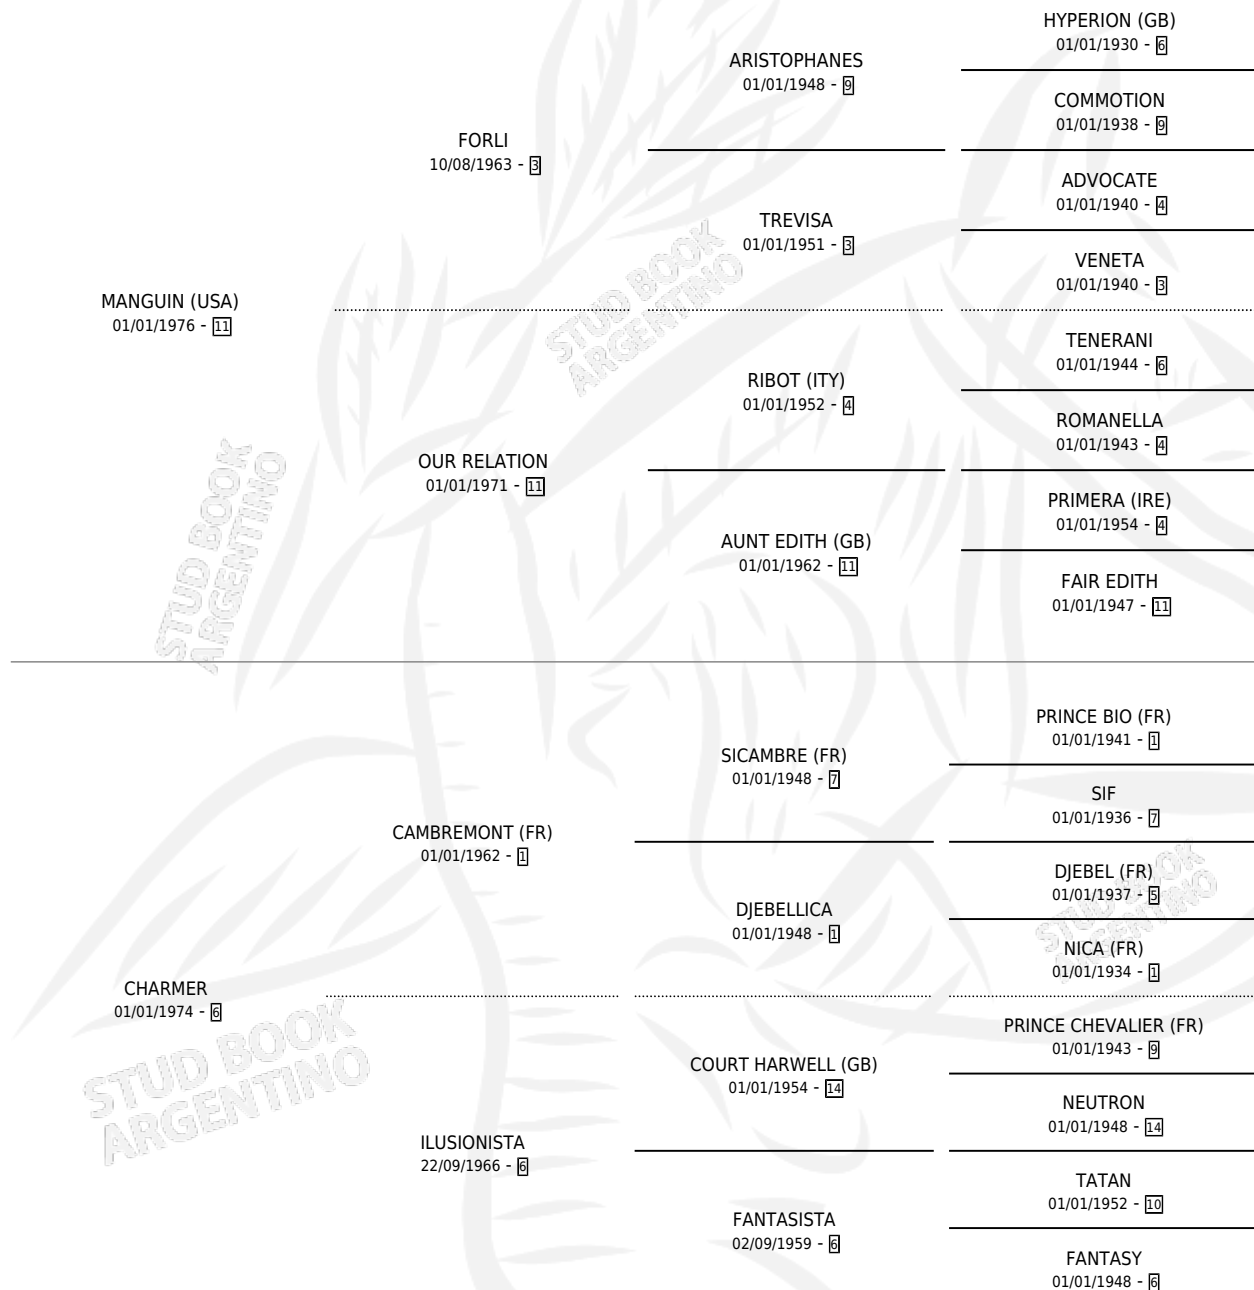 HYPERION (GB)
01/01/1930 - 6
ARISTOPHANES
01/01/1948 - 9
COMMOTION
01/01/1938 - 9
FORLI
10/08/1963 - 3
ADVOCATE
01/01/1940 - 4
TREVISA
01/01/1951 - 3
VENETA
01/01/1940 - 3
MANGUIN (USA)
01/01/1976 - 11
TENERANI
01/01/1944 - 6
RIBOT (ITY)
01/01/1952 - 4
ROMANELLA
01/01/1943 - 4
OUR RELATION
01/01/1971 - 11
PRIMERA (IRE)
01/01/1954 - 4
AUNT EDITH (GB)
01/01/1962 - 11
FAIR EDITH
01/01/1947 - 11
PRINCE BIO (FR)
01/01/1941 - 1
SICAMBRE (FR)
01/01/1948 - 7
SIF
01/01/1936 - 7
CAMBREMONT (FR)
01/01/1962 - 1
DJEBEL (FR)
01/01/1937 - 5
DJEBELLICA
01/01/1948 - 1
NICA (FR)
01/01/1934 - 1
CHARMER
01/01/1974 - 6
PRINCE CHEVALIER (FR)
01/01/1943 - 9
COURT HARWELL (GB)
01/01/1954 - 14
NEUTRON
01/01/1948 - 14
ILUSIONISTA
22/09/1966 - 6
TATAN
01/01/1952 - 10
FANTASISTA
02/09/1959 - 6
FANTASY
01/01/1948 - 6
STUD BOOK
ARGENTINO
STUD BOOK
ARGENTINO
STUD BOOK
ARGENTINO
STUD BOOK
ARGENTINO